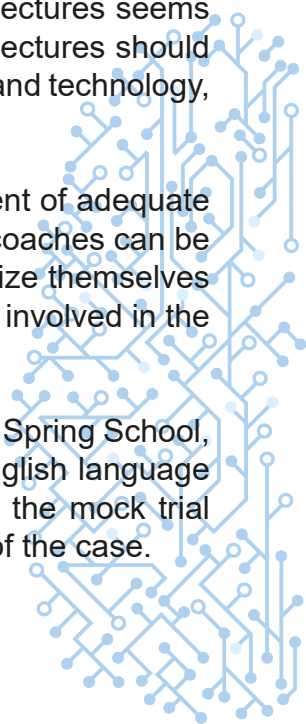 ectures seems
ectures should
and technology,
ent of adequate
coaches can be
ize themselves
involved in the
Spring School,
glish language
the mock trial
of the case.